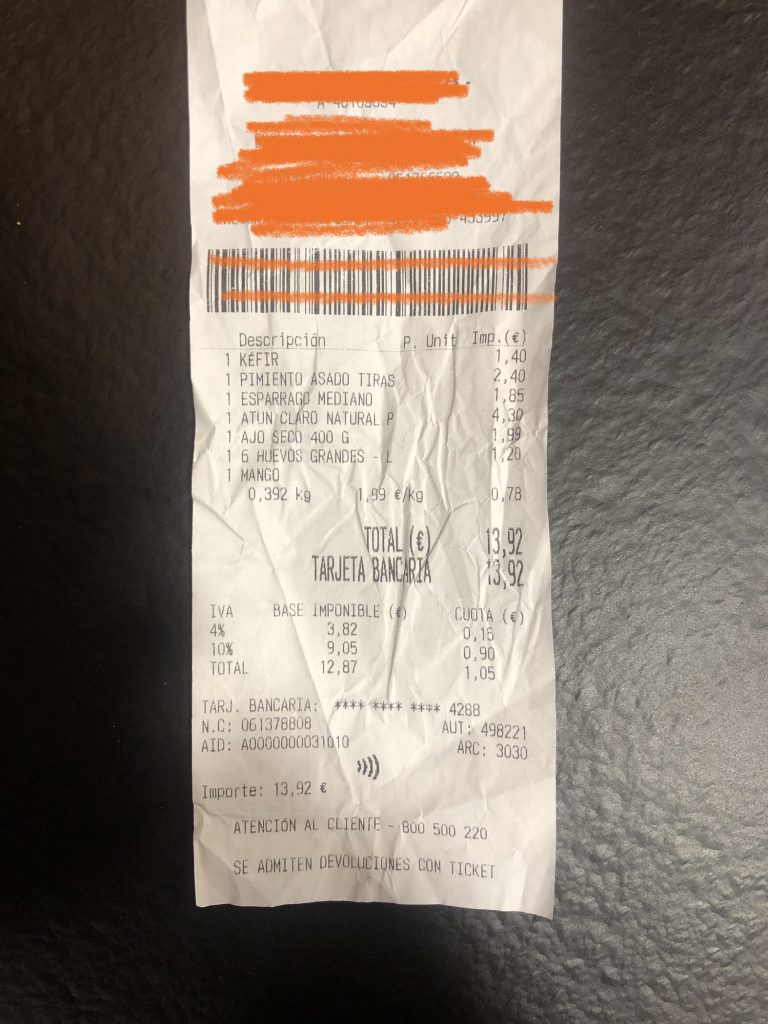 Descripción P. Unit Imp.(€)
1 KÉFIR 1,40
1 PIMIENTO ASADO TIRAS 2,40
1 ESPARRAGO MEDIANO 1,85
1 ATUN CLARO NATURAL P 4,30
1 AJO SECO 400 G 1,99
1 6 HUEVOS GRANDES - L 1,20
1 MANGO
0,392 kg 1,99 €/kg 0,78
TOTAL (€) 13,92
TARJETA BANCARIA 13,92
IVA BASE IMPONIBLE (€) CUOTA (€)
4% 3,82 0,15
10% 9,05 0,90
TOTAL 12,87 1,05
TARJ. BANCARIA: **** **** **** 4288
N.C: 061378808 AUT: 498221
AID: A0000000031010 ARC: 3030
Importe: 13,92 €
ATENCIÓN AL CLIENTE - 800 500 220
SE ADMITEN DEVOLUCIONES CON TICKET